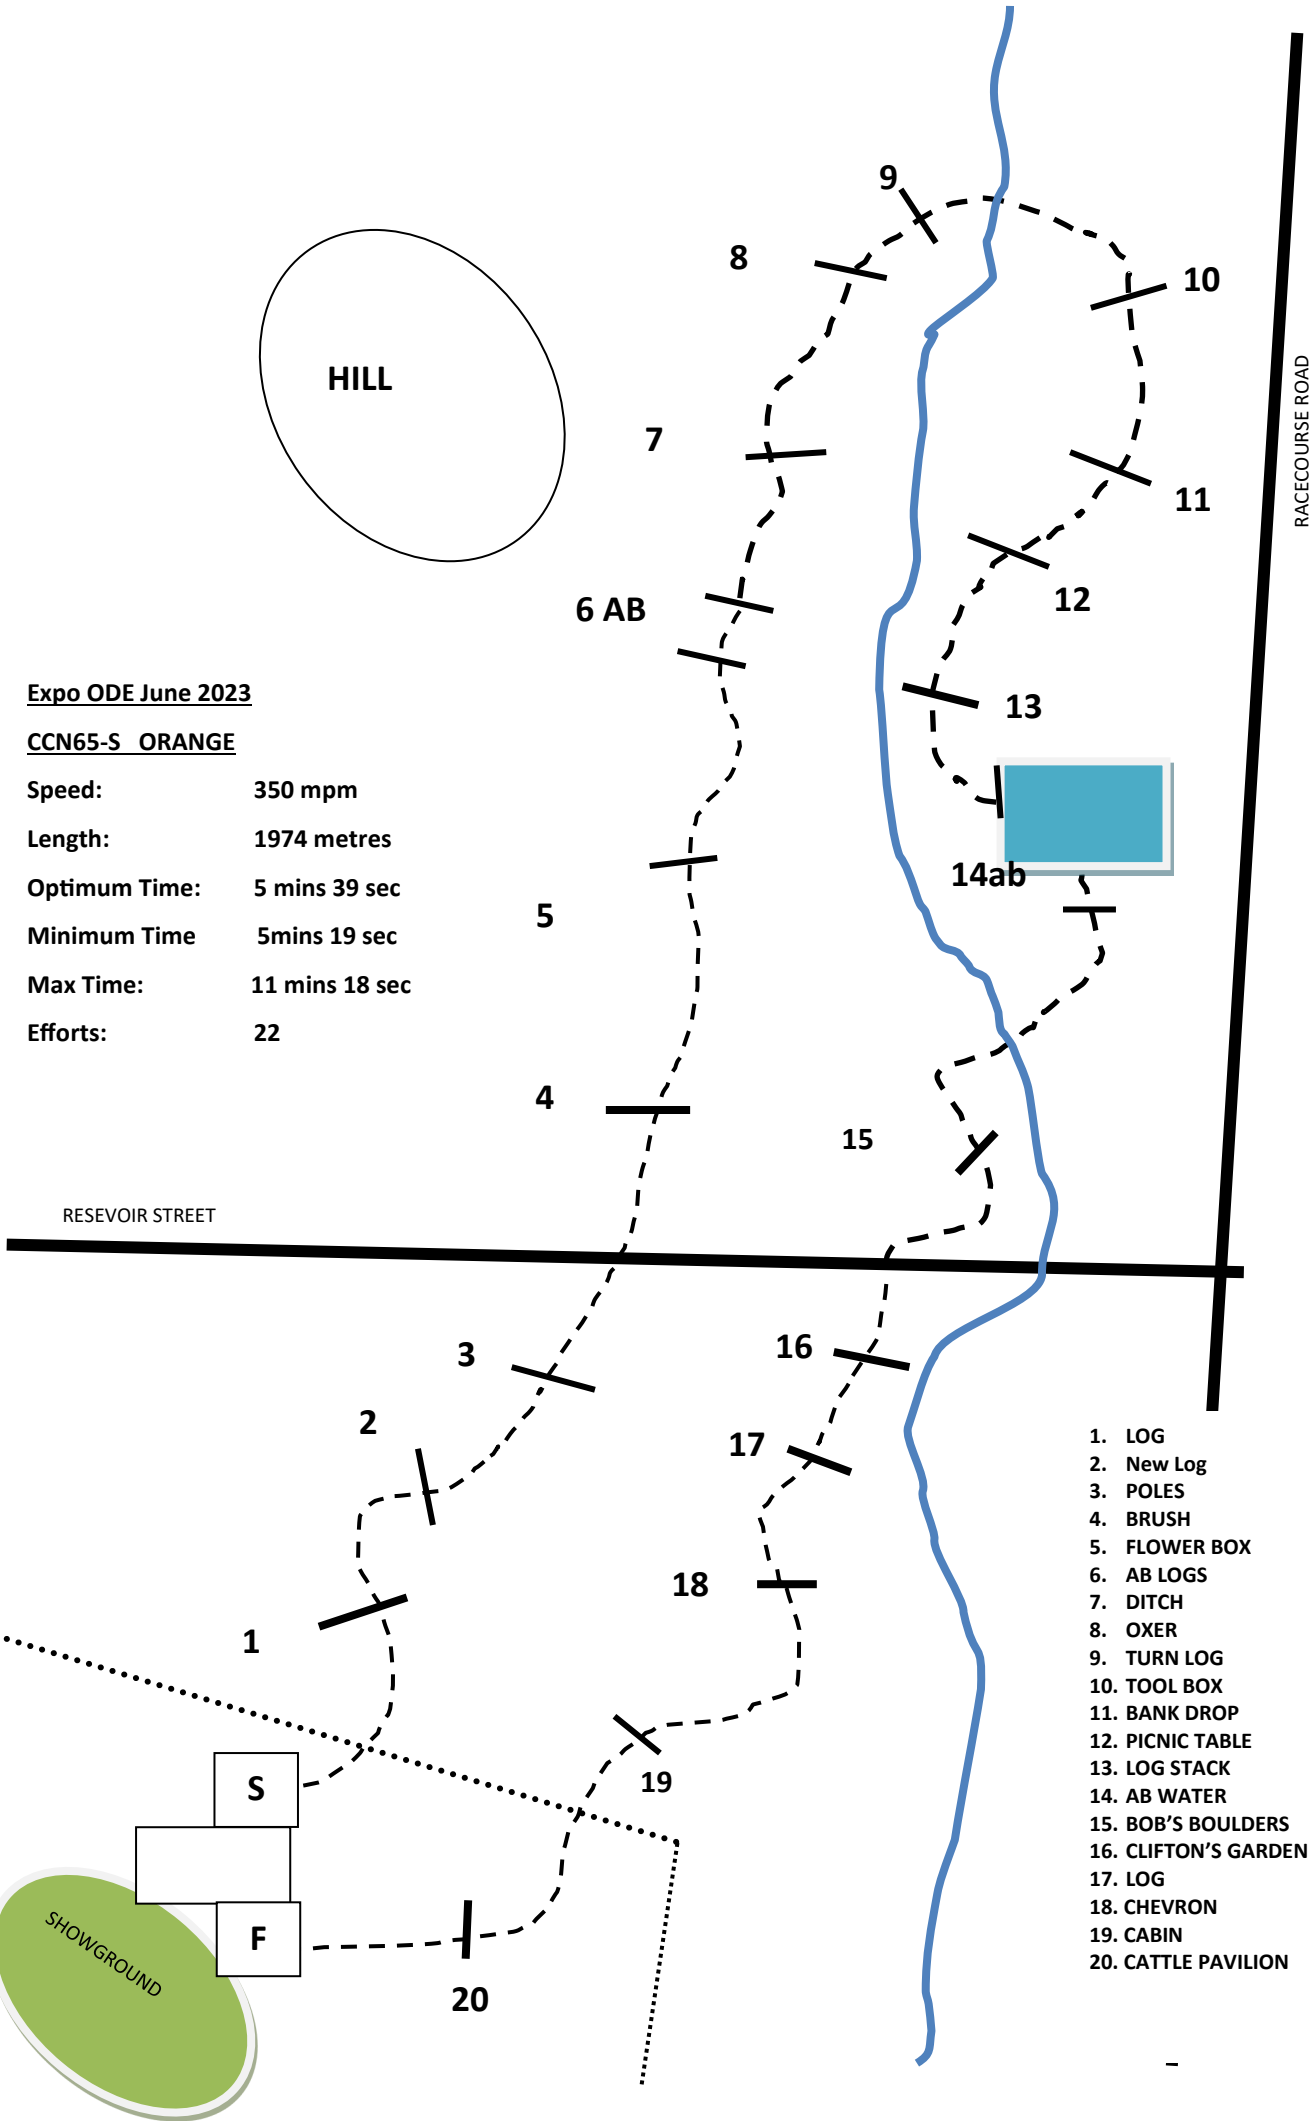 9
8
10
HILL
RACECOURSE ROAD
7
11
12
6 AB
Expo ODE June 2023
CCN65-S ORANGE
13
Speed: 350 mpm
Length: 1974 metres
14ab
Optimum Time: 5 mins 39 sec
5
Minimum Time 5mins 19 sec
Max Time: 11 mins 18 sec
Efforts: 22
4
15
RESEVOIR STREET
16
3
2
17
18
1
1. LOG
2. New Log
3. POLES
4. BRUSH
5. FLOWER BOX
6. AB LOGS
7. DITCH
8. OXER
9. TURN LOG
10. TOOL BOX
11. BANK DROP
12. PICNIC TABLE
13. LOG STACK
14. AB WATER
15. BOB'S BOULDERS
16. CLIFTON'S GARDEN
17. LOG
18. CHEVRON
19. CABIN
20. CATTLE PAVILION
S
19
F
SHOWGROUND
20